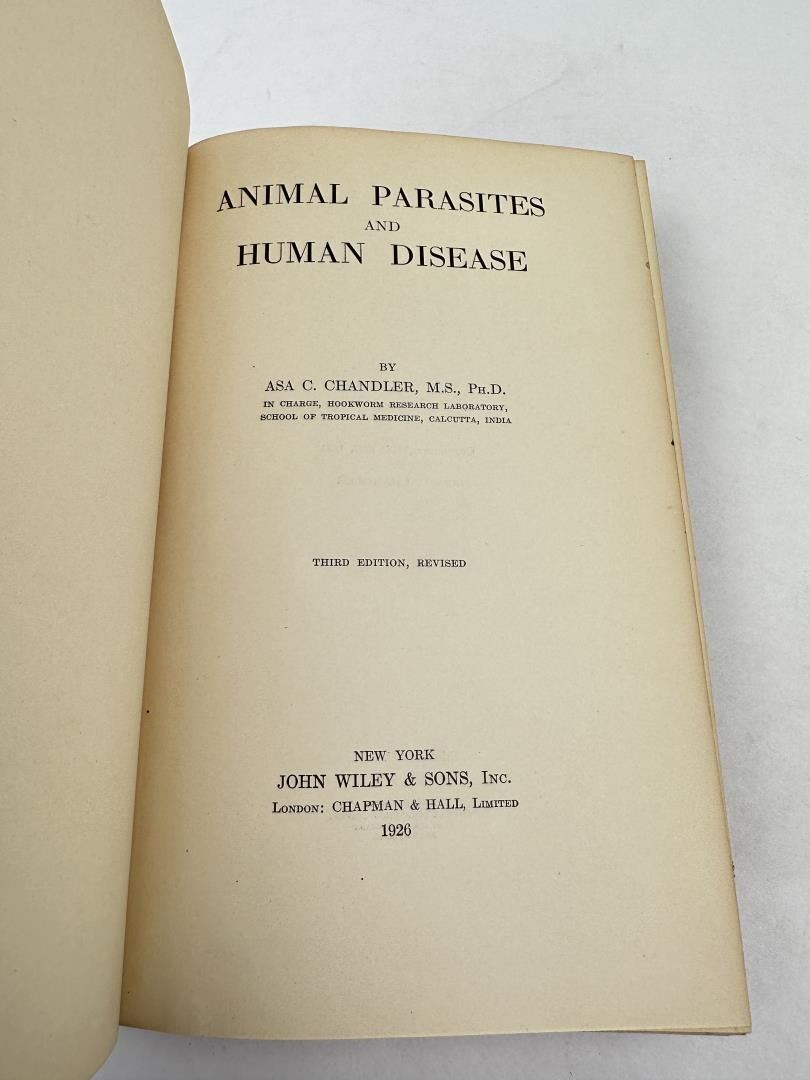 ANIMAL PARASITES
AND
HUMAN DISEASE
BY
ASA C. CHANDLER, M.S., Ph.D.
IN CHARGE, HOOKWORM RESEARCH LABORATORY,
SCHOOL OF TROPICAL MEDICINE, CALCUTTA, INDIA
THIRD EDITION, REVISED
NEW YORK
JOHN WILEY & SONS, Inc.
London: CHAPMAN & HALL, Limited
1926